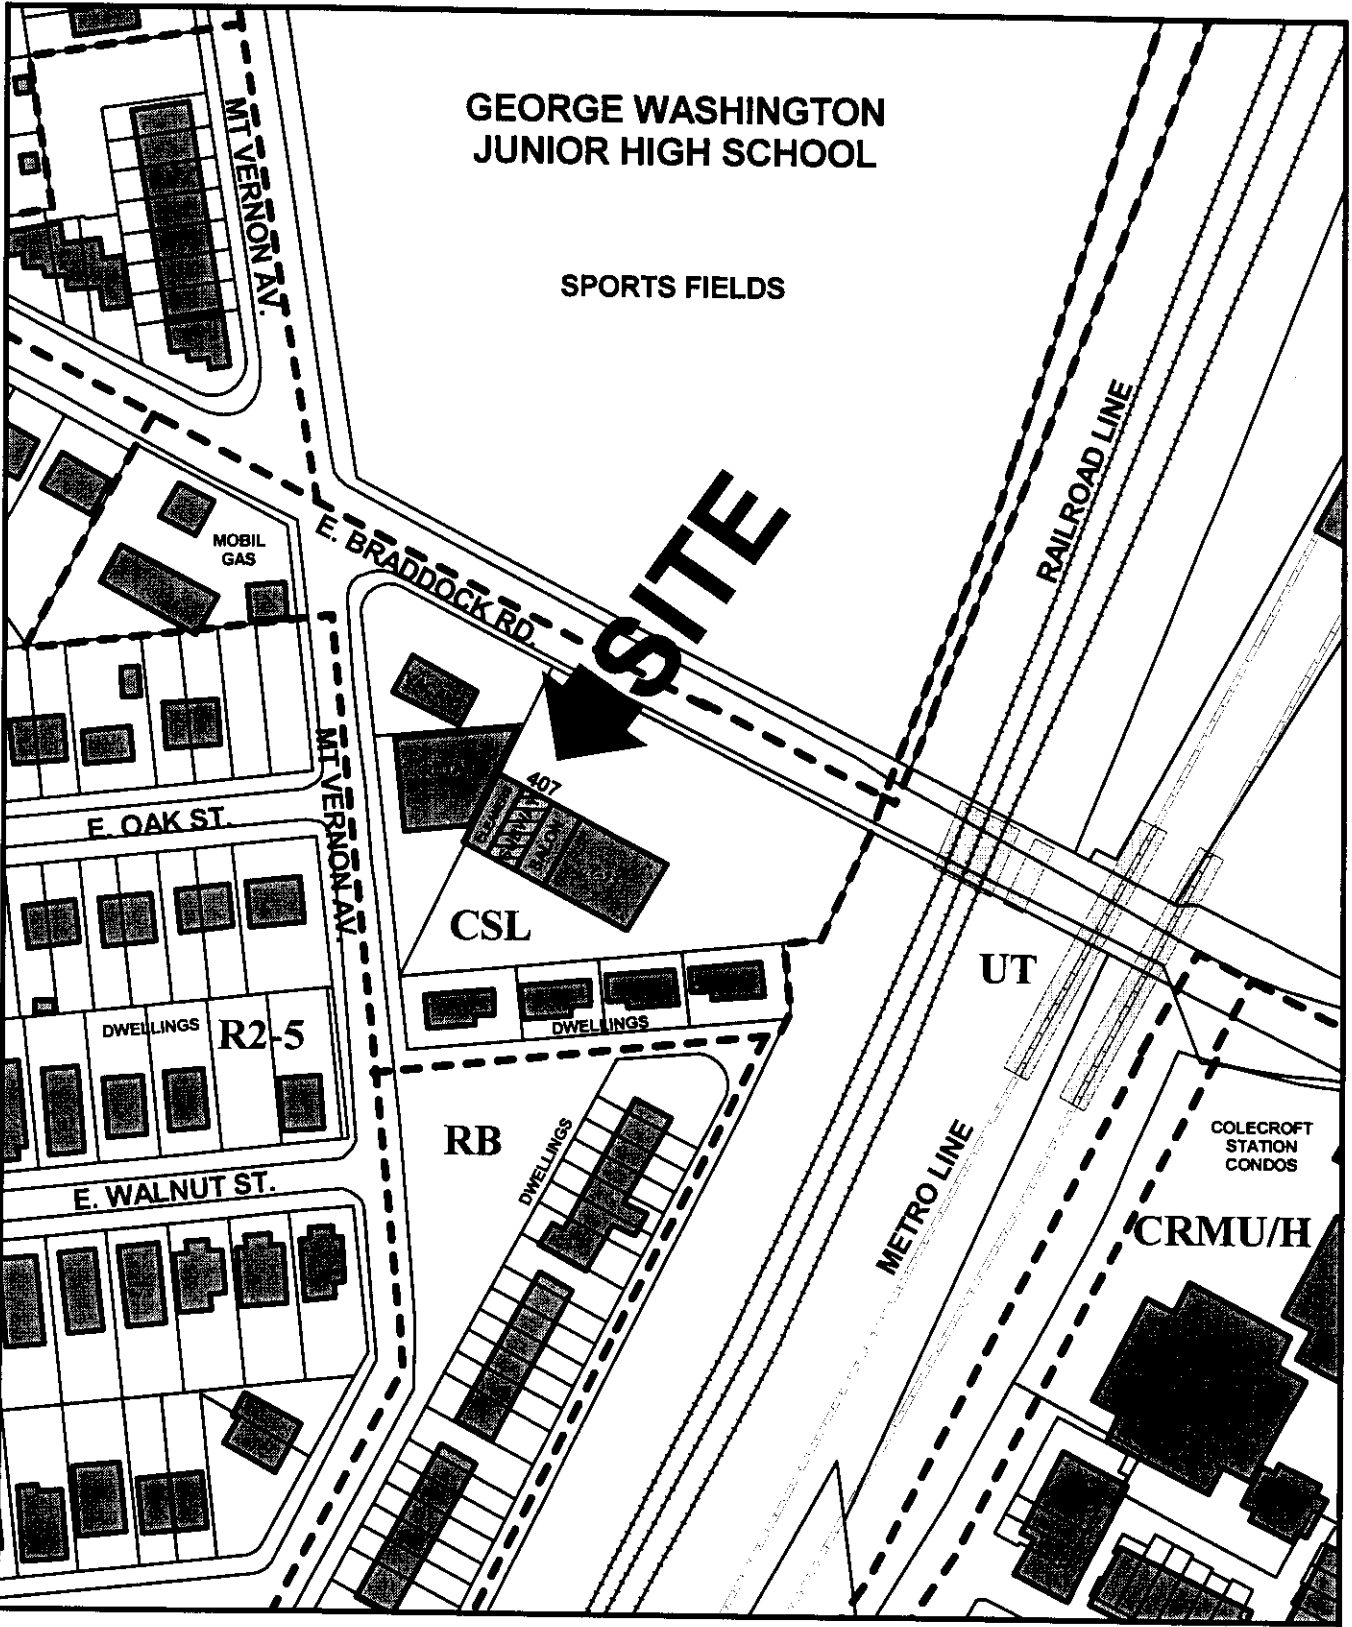 GEORGE WASHINGTON
JUNIOR HIGH SCHOOL
MT VERNON AV.
SPORTS FIELDS
RAILROAD LINE
SITE
MOBIL
GAS
E. BRADDOCK RD.
MT VERNON AV.
407
CLEANERS
SALON
E. OAK ST.
CSL
UT
DWELLINGS
R2-5
DWELLINGS
RB
DWELLINGS
METRO LINE
COLECROFT
STATION
CONDOS
CRMU/H
E. WALNUT ST.